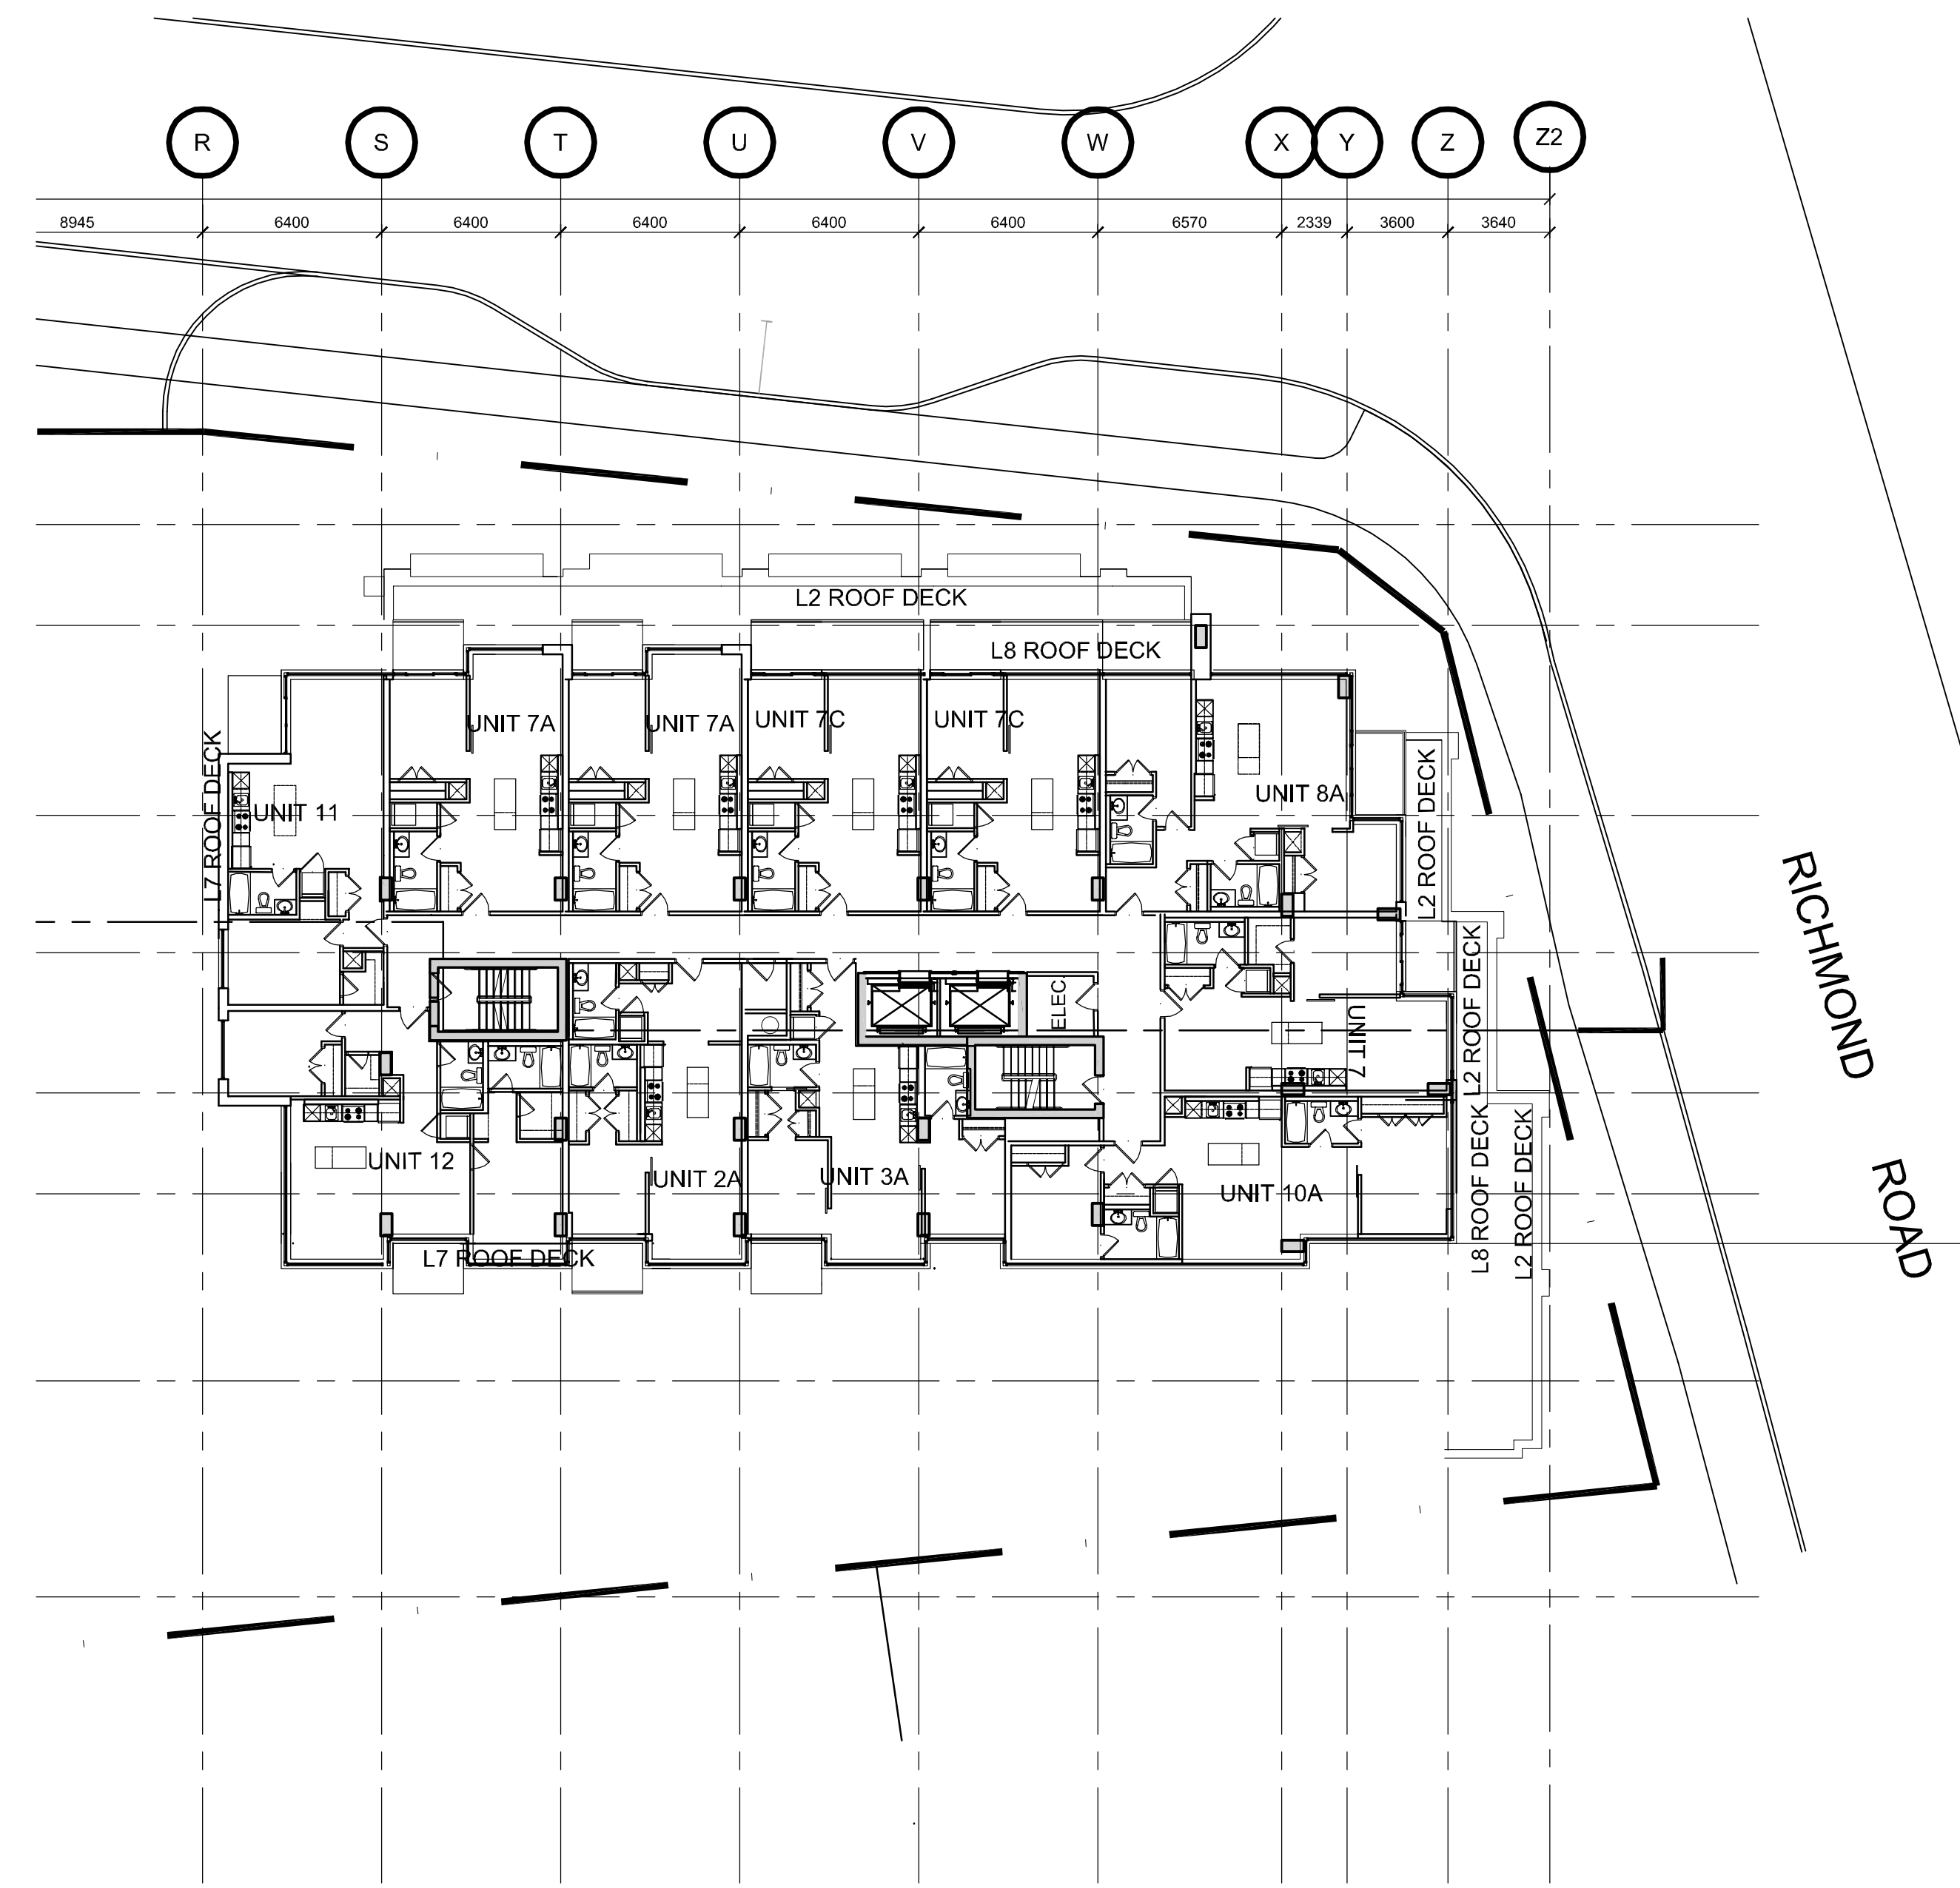 R S T U V W X Y Z Z2
8945 6400 6400 6400 6400 6400 6570 2339 3600 3640
L2 ROOF DECK
L8 ROOF DECK
UNIT 7A
UNIT 7A
UNIT 7C
UNIT 7C
L7 ROOF DECK
UNIT 11
UNIT 8A
L2 ROOF DECK
RICHMOND
ROAD
ELEC.
UNIT 7
L2 ROOF DECK
UNIT 12
UNIT 2A
UNIT 3A
UNIT 10A
L8 ROOF DECK
L2 ROOF DECK
L7 ROOF DECK